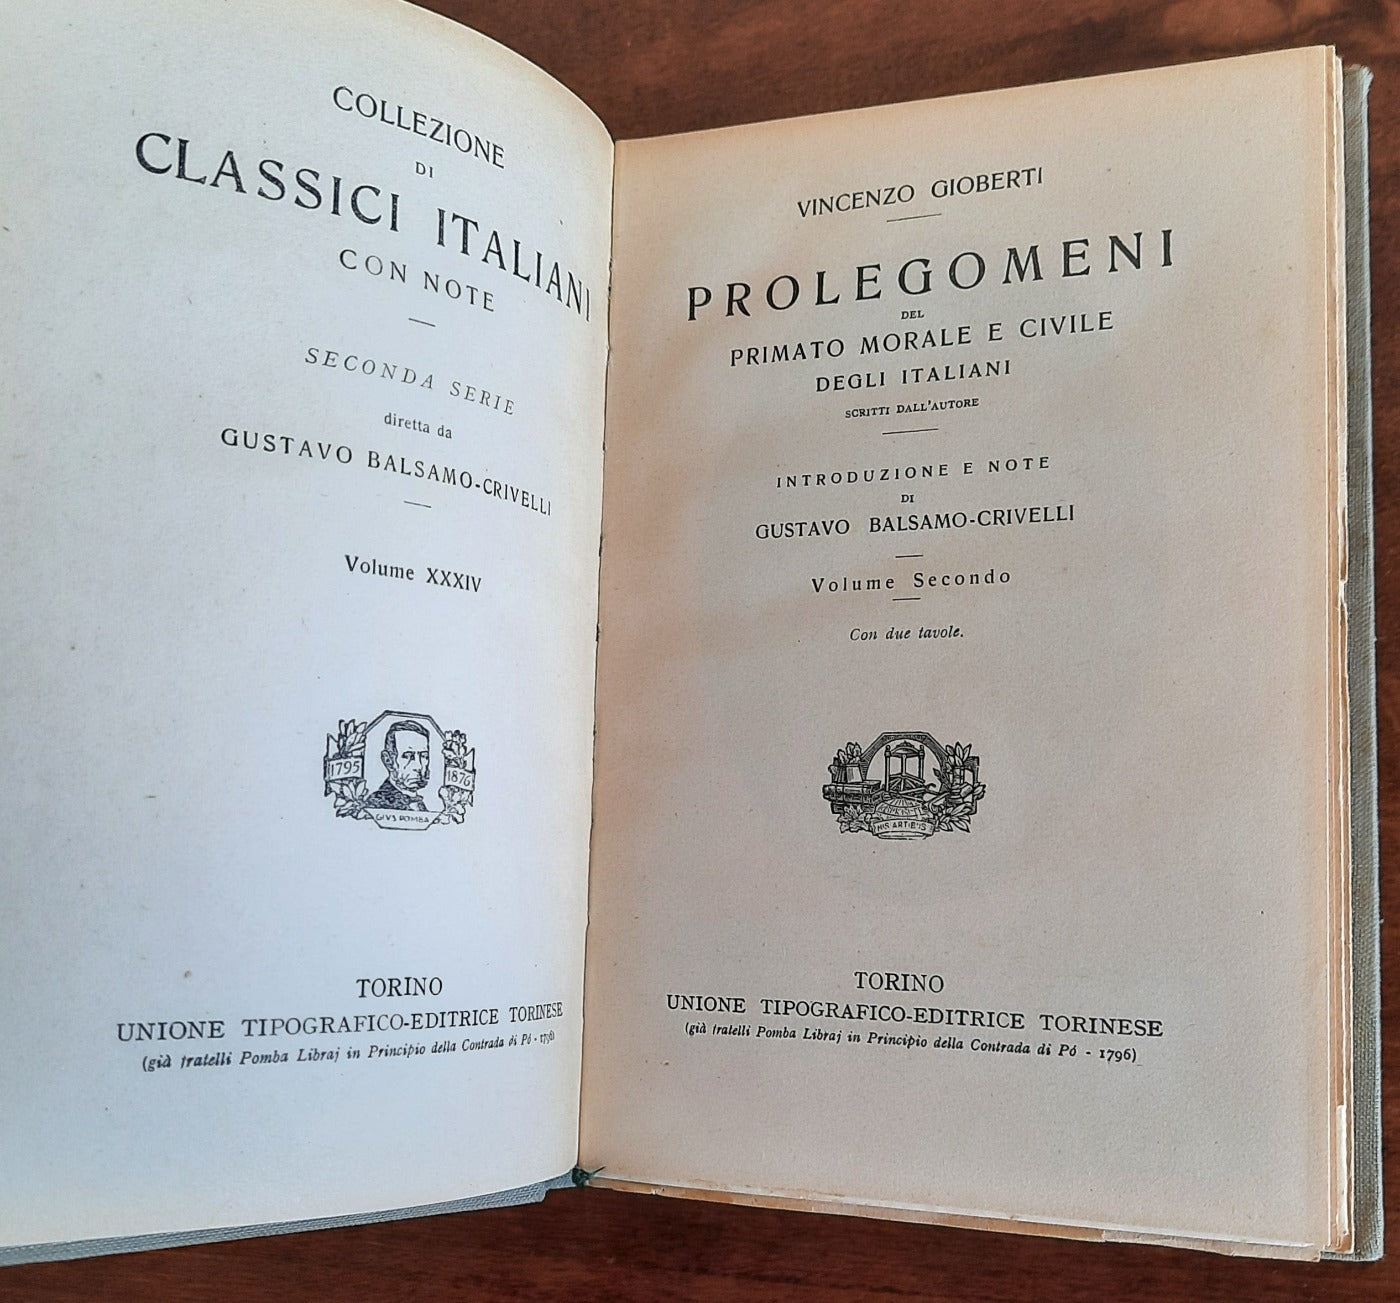 COLLEZIONE
DI
CLASSICI ITALIANI
CON NOTE
SECONDA SERIE
diretta da
GUSTAVO BALSAMO-CRIVELLI
Volume XXXIV
1795
1876
GIVS POMBA
TORINO
UNIONE TIPOGRAFICO-EDITRICE TORINESE
(già fratelli Pomba Libraj in Principio della Contrada di Pó - 1796)
VINCENZO GIOBERTI
PROLEGOMENI
DEL
PRIMATO MORALE E CIVILE
DEGLI ITALIANI
SCRITTI DALL'AUTORE
INTRODUZIONE E NOTE
DI
GUSTAVO BALSAMO-CRIVELLI
Volume Secondo
Con due tavole.
HIS ARTIBUS
TORINO
UNIONE TIPOGRAFICO-EDITRICE TORINESE
(già fratelli Pomba Libraj in Principio della Contrada di Pó - 1796)